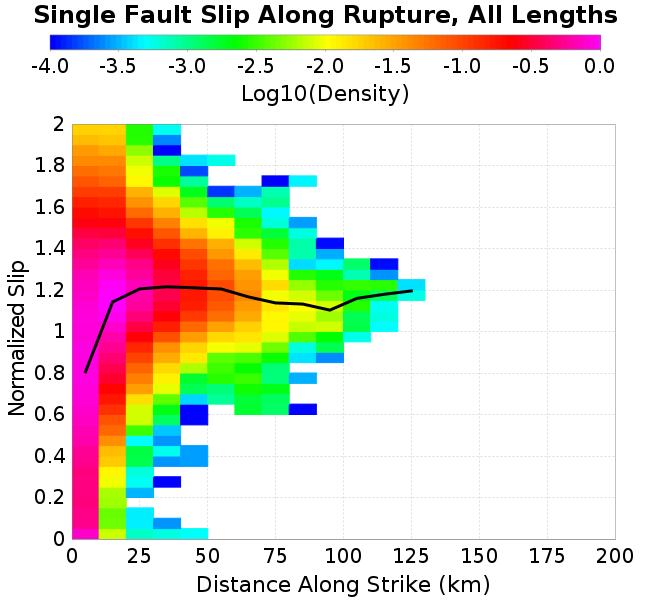 Single Fault Slip Along Rupture, All Lengths
-4.0 -3.5 -3.0 -2.5 -2.0 -1.5 -1.0 -0.5 0.0
Log10(Density)
2
1.8
1.6
1.4
1.2
1
0.8
0.6
0.4
0.2
0
Normalized Slip
0 25 50 75 100 125 150 175 200
Distance Along Strike (km)